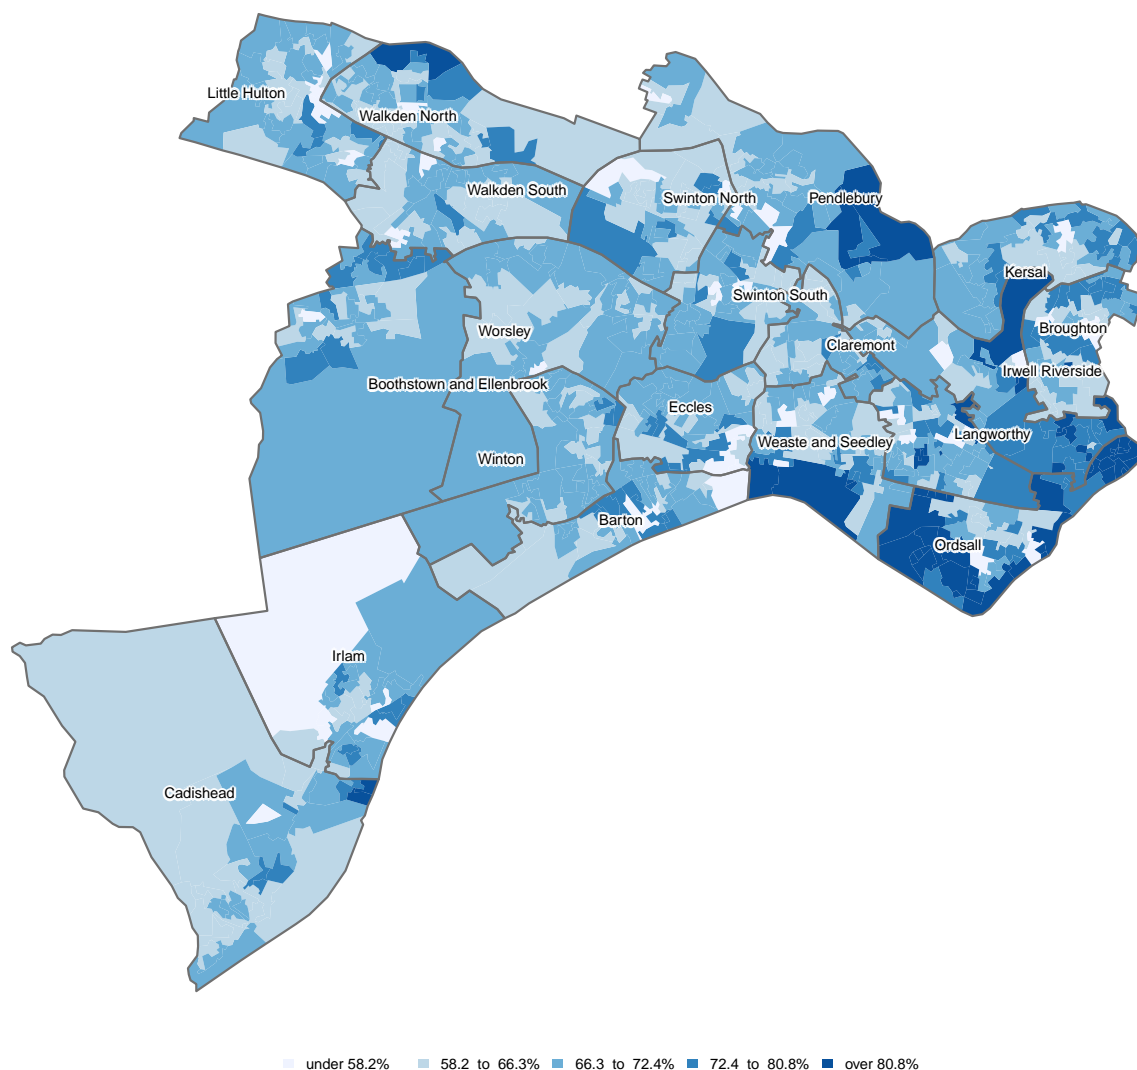 Little Hulton
Walkden North
Walkden South
Swinton North
Pendlebury
Kersal
Swinton South
Broughton
Worsley
Claremont
Irwell Riverside
Boothstown and Ellenbrook
Eccles
Langworthy
Weaste and Seedley
Winton
Barton
Ordsall
Irlam
Cadishead
under 58.2%
58.2 to 66.3%
66.3 to 72.4%
72.4 to 80.8%
over 80.8%